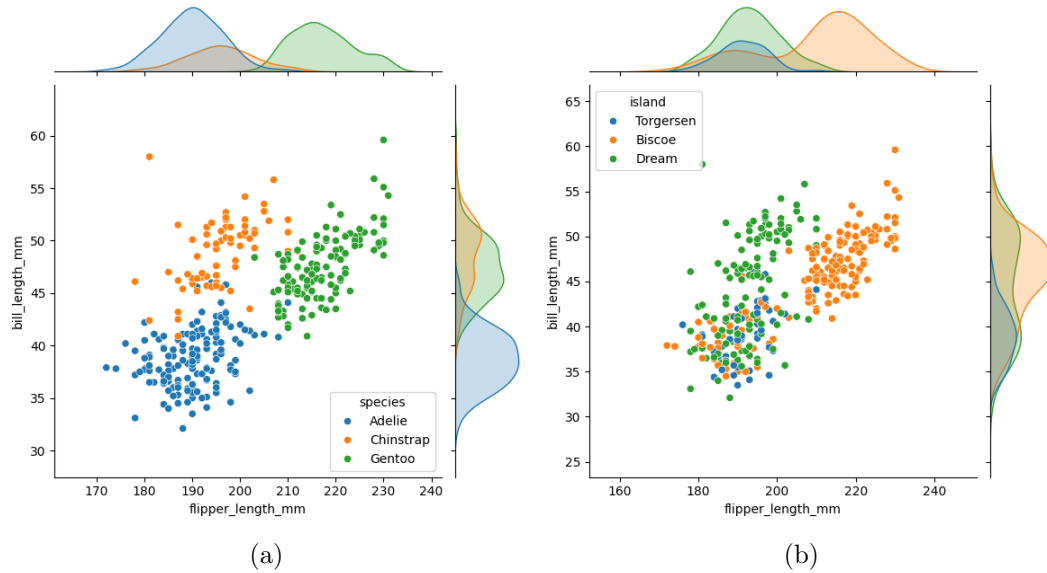 bill_length_mm
60
55
50
45
40
35
30
species
Adelie
Chinstrap
Gentoo
170 180 190 200 210 220 230 240
flipper_length_mm
(a)
bill_length_mm
65
60
55
50
45
40
35
30
25
island
Torgersen
Biscoe
Dream
160 180 200 220 240
flipper_length_mm
(b)